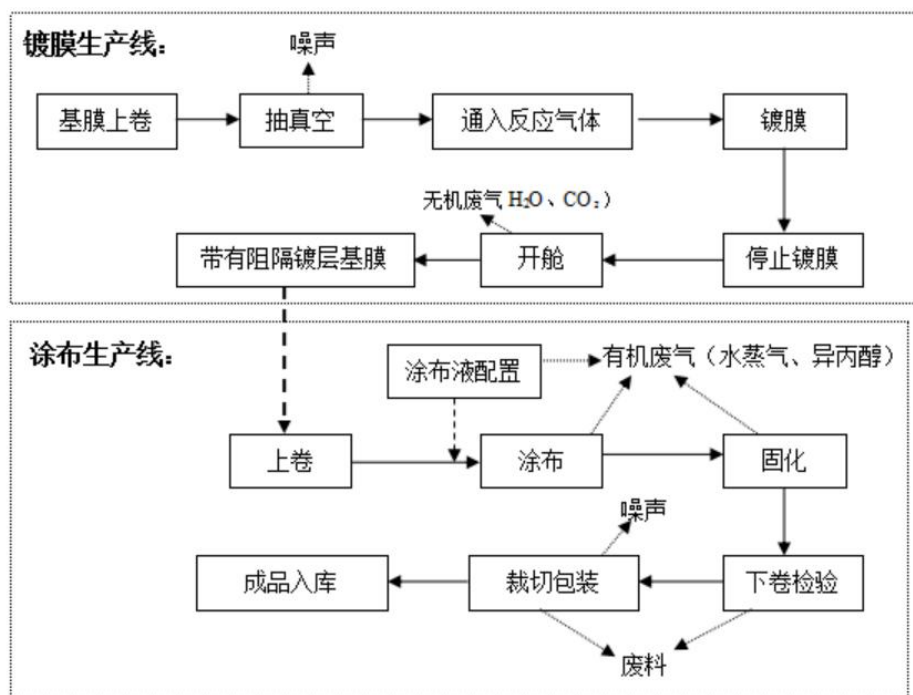 镀膜生产线：
噪声
基膜上卷
抽真空
通入反应气体
镀膜
无机废气 H₂O、CO₂）
带有阻隔镀层基膜
开舱
停止镀膜
涂布生产线：
涂布液配置
有机废气（水蒸气、异丙醇）
上卷
涂布
固化
噪声
成品入库
裁切包装
下卷检验
废料